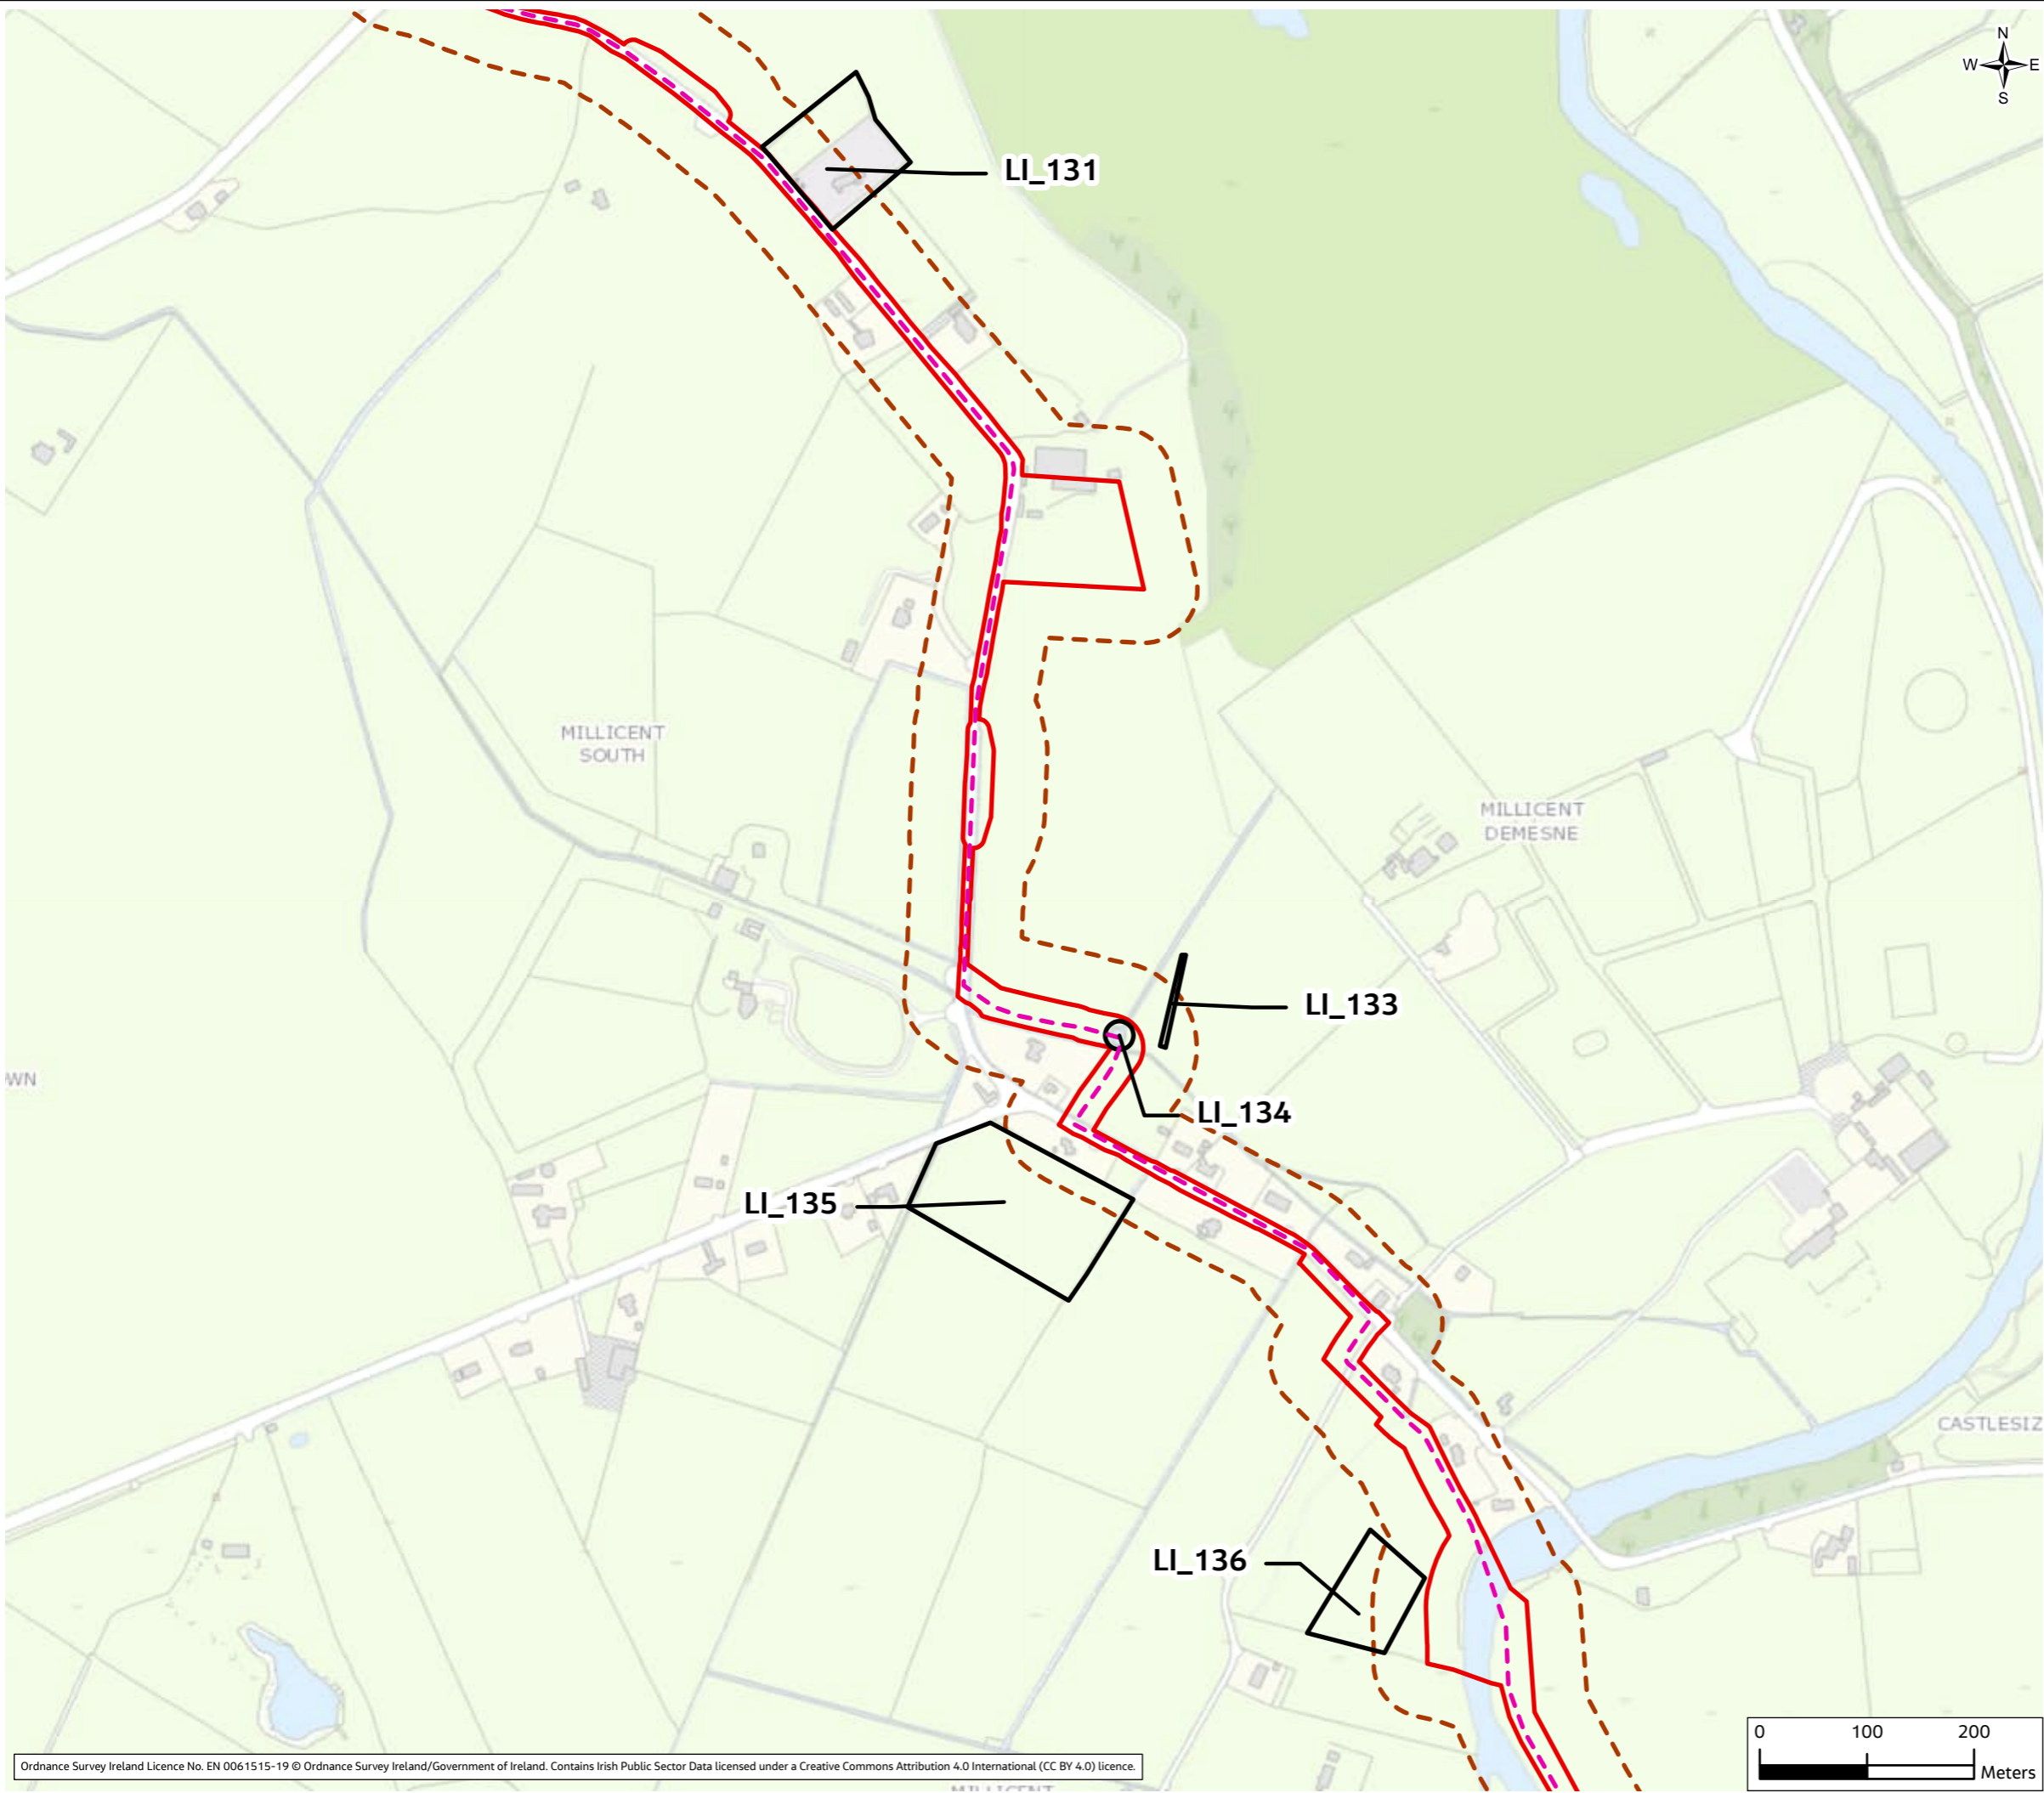 N
W E
S
LI_131
MILLICENT
SOUTH
MILLICENT
DEMESNE
LI_133
WN
LI_134
LI_135
CASTLESIZ
LI_136
0 100 200
Meters
Ordnance Survey Ireland Licence No. EN 0061515-19 © Ordnance Survey Ireland/Government of Ireland. Contains Irish Public Sector Data licensed under a Creative Commons Attribution 4.0 International (CC BY 4.0) licence.
MILLICENT